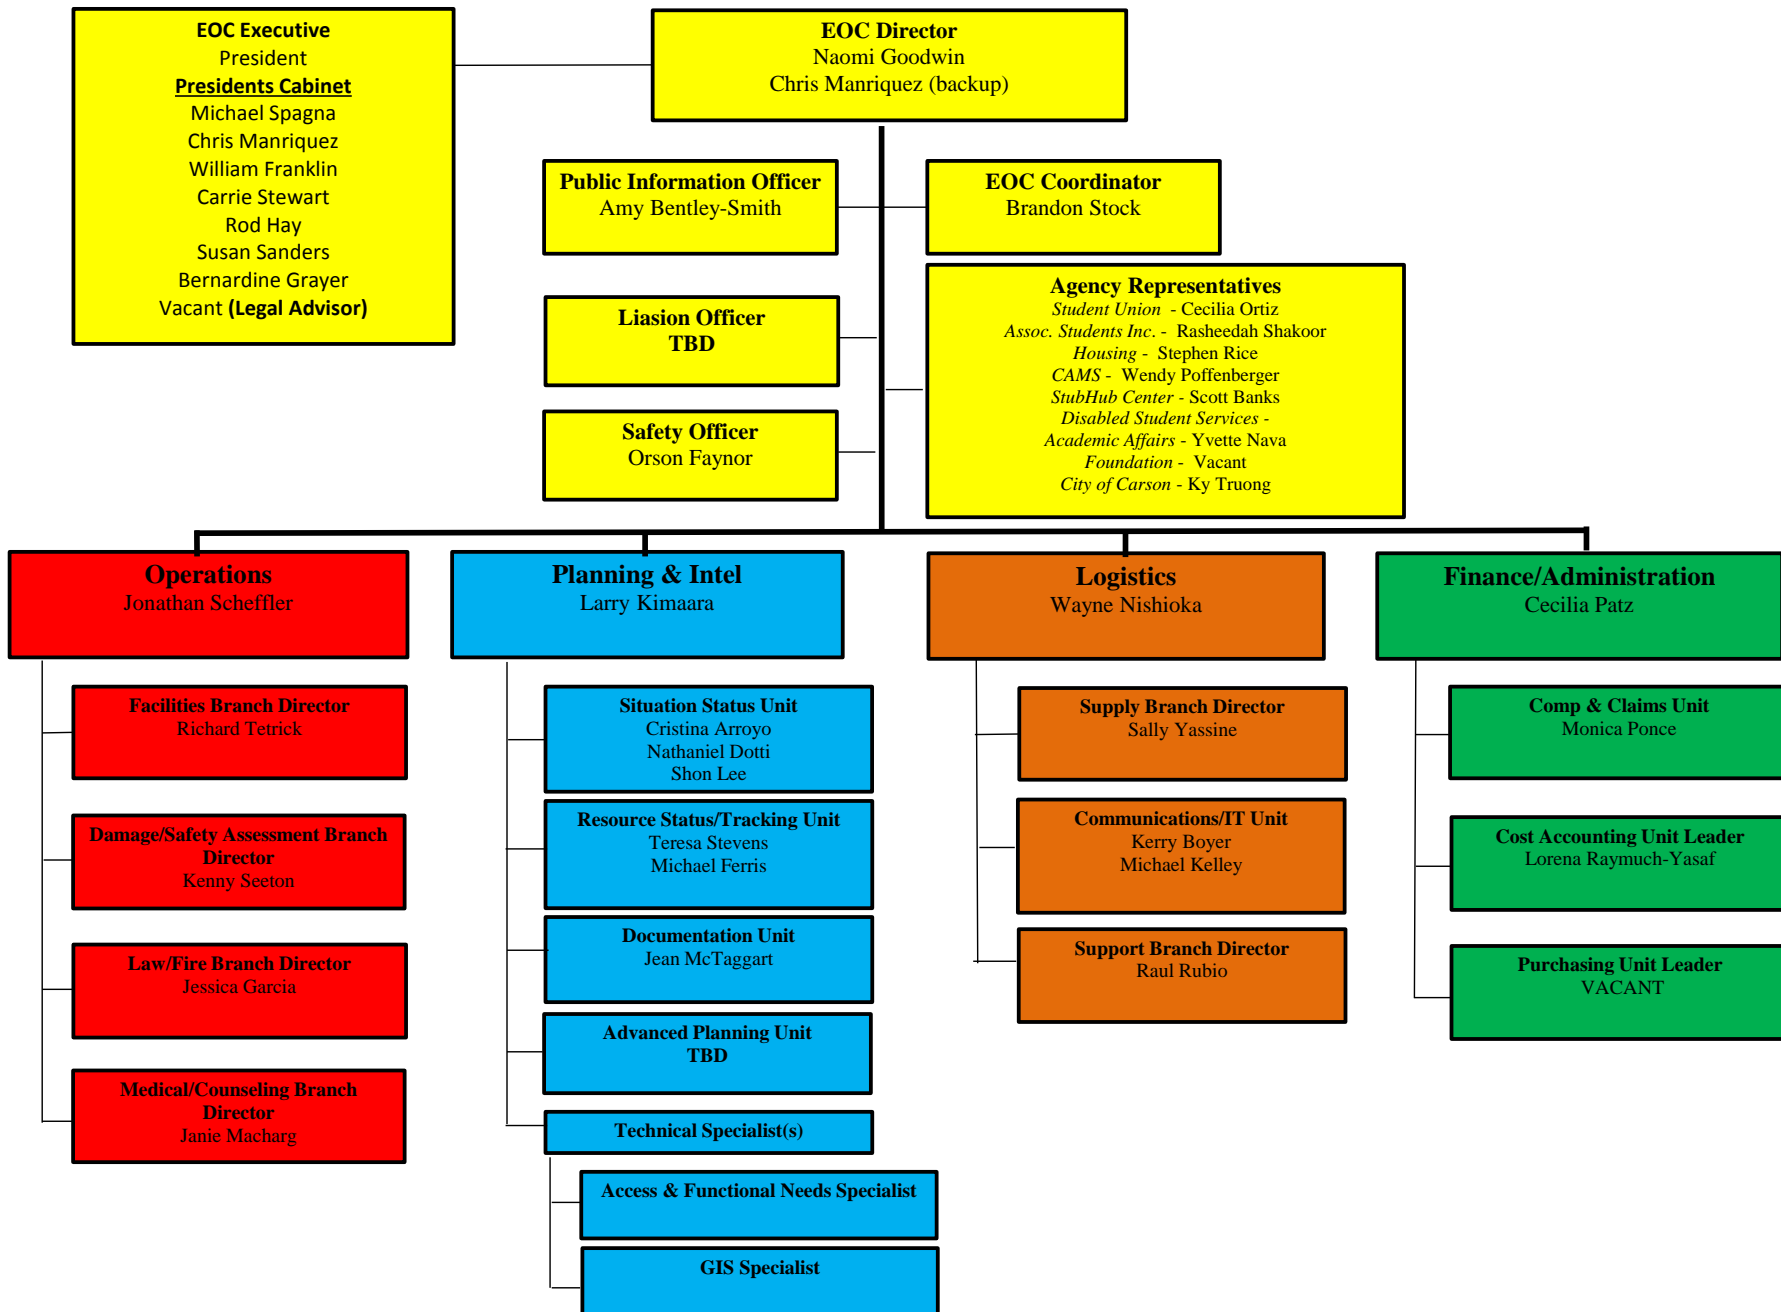 EOC Executive
President
Presidents Cabinet
Michael Spagna
Chris Manriquez
William Franklin
Carrie Stewart
Rod Hay
Susan Sanders
Bernardine Grayer
Vacant (Legal Advisor)
EOC Director
Naomi Goodwin
Chris Manriquez (backup)
Public Information Officer
Amy Bentley-Smith
EOC Coordinator
Brandon Stock
Liasion Officer
TBD
Agency Representatives
Student Union - Cecilia Ortiz
Assoc. Students Inc. - Rasheedah Shakoor
Housing - Stephen Rice
CAMS - Wendy Poffenberger
StubHub Center - Scott Banks
Disabled Student Services -
Academic Affairs - Yvette Nava
Foundation - Vacant
City of Carson - Ky Truong
Safety Officer
Orson Faynor
Operations
Jonathan Scheffler
Facilities Branch Director
Richard Tetrick
Damage/Safety Assessment Branch
Director
Kenny Seeton
Law/Fire Branch Director
Jessica Garcia
Medical/Counseling Branch
Director
Janie Macharg
Planning & Intel
Larry Kimaara
Situation Status Unit
Cristina Arroyo
Nathaniel Dotti
Shon Lee
Resource Status/Tracking Unit
Teresa Stevens
Michael Ferris
Documentation Unit
Jean McTaggart
Advanced Planning Unit
TBD
Technical Specialist(s)
Access & Functional Needs Specialist
GIS Specialist
Logistics
Wayne Nishioka
Supply Branch Director
Sally Yassine
Communications/IT Unit
Kerry Boyer
Michael Kelley
Support Branch Director
Raul Rubio
Finance/Administration
Cecilia Patz
Comp & Claims Unit
Monica Ponce
Cost Accounting Unit Leader
Lorena Raymuch-Yasaf
Purchasing Unit Leader
VACANT